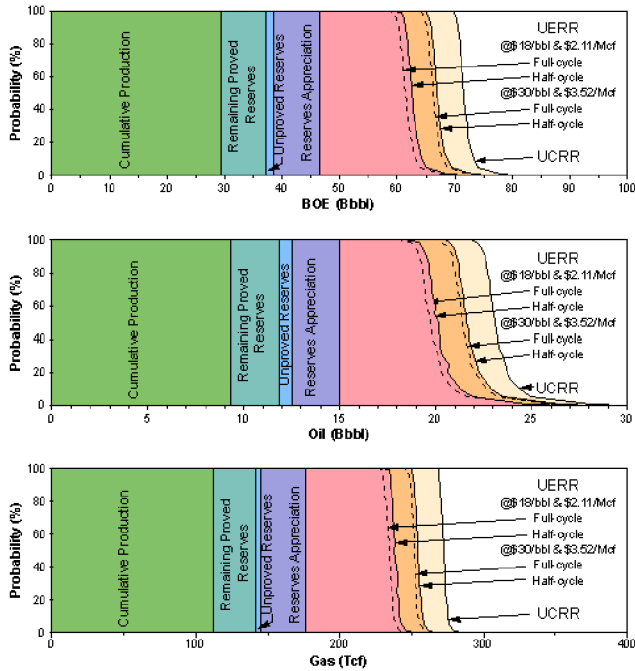 UERR
@$18/bbl & $2.11/Mcf
Full-cycle
Half-cycle
@$30/bbl & $3.52/Mcf
Full-cycle
Half-cycle
UCRR
Cumulative Production
Remaining Proved
Reserves
Unproved Reserves
Reserves Appreciation
Probability (%)
100
80
60
40
20
0
0 10 20 30 40 50 60 70 80 90 100
BOE (Bbbl)
UERR
@$18/bbl & $2.11/Mcf
Full-cycle
Half-cycle
@$30/bbl & $3.52/Mcf
Full-cycle
Half-cycle
UCRR
Cumulative Production
Remaining Proved
Reserves
Unproved Reserves
Reserves Appreciation
Probability (%)
100
80
60
40
20
0
0 5 10 15 20 25 30
Oil (Bbbl)
UERR
@$18/bbl & $2.11/Mcf
Full-cycle
Half-cycle
@$30/bbl & $3.52/Mcf
Full-cycle
Half-cycle
UCRR
Cumulative Production
Remaining Proved
Reserves
Unproved Reserves
Reserves Appreciation
Probability (%)
100
80
60
40
20
0
0 100 200 300 400
Gas (Tcf)